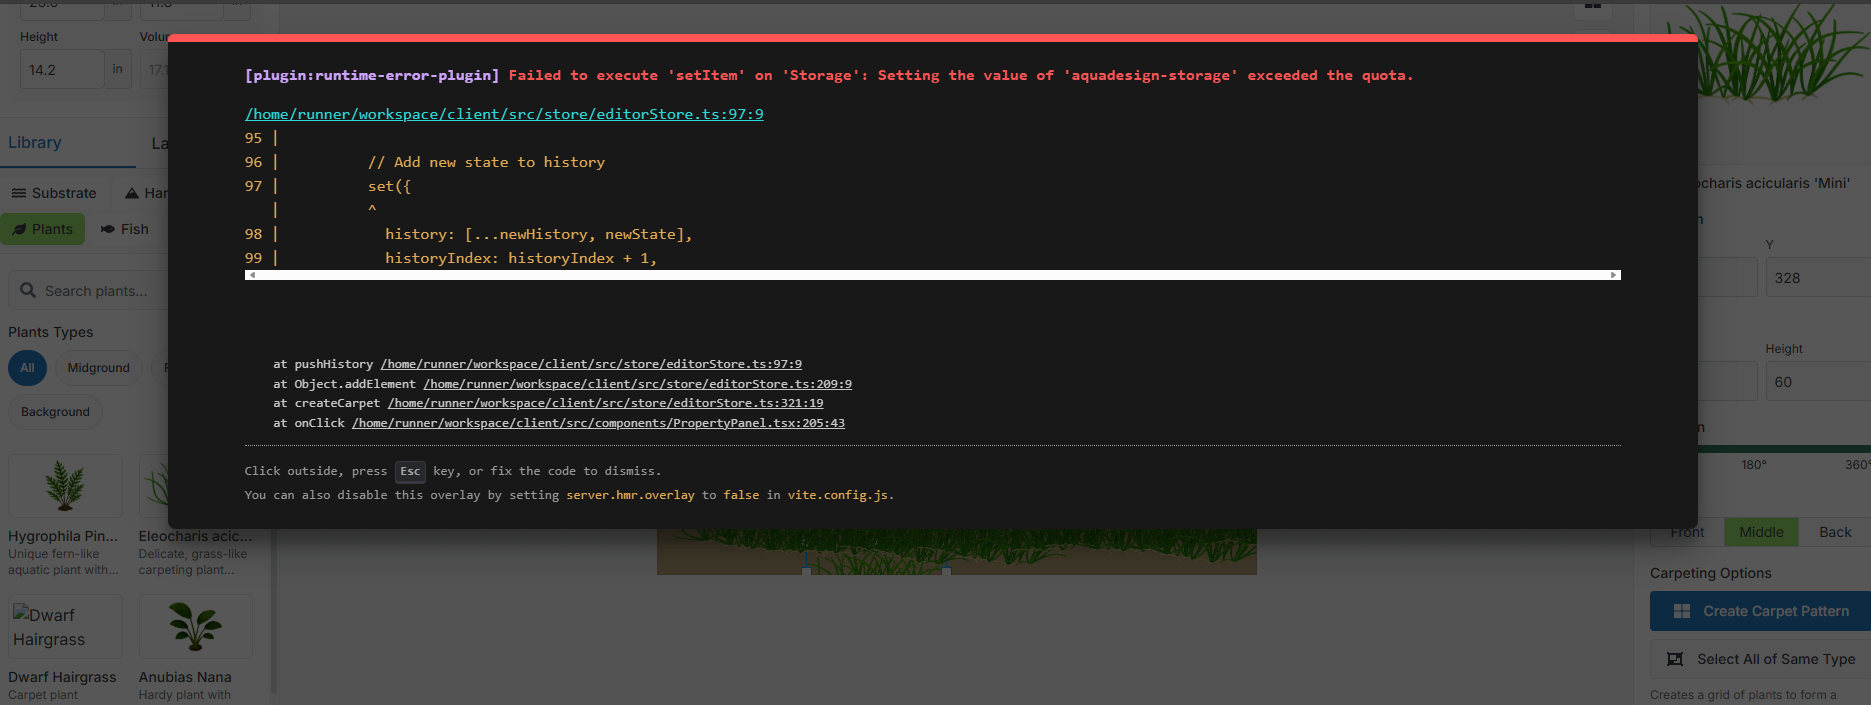 Height
Volu
14.2
in
17.1
Library
La
Substrate
Har
Plants
Fish
Search plants...
Plants Types
All
Midground
F
Background
Hygrophila Pin...
Unique fern-like
aquatic plant with...
Eleocharis acic...
Delicate, grass-like
carpeting plant...
Dwarf
Hairgrass
Dwarf Hairgrass
Carpet plant
Anubias Nana
Hardy plant with
[plugin:runtime-error-plugin] Failed to execute 'setItem' on 'Storage': Setting the value of 'aquadesign-storage' exceeded the quota.
/home/runner/workspace/client/src/store/editorStore.ts:97:9
95 |
96 | // Add new state to history
97 | set({
| ^
98 | history: [...newHistory, newState],
99 | historyIndex: historyIndex + 1,
at pushHistory /home/runner/workspace/client/src/store/editorStore.ts:97:9
at Object.addElement /home/runner/workspace/client/src/store/editorStore.ts:209:9
at createCarpet /home/runner/workspace/client/src/store/editorStore.ts:321:19
at onClick /home/runner/workspace/client/src/components/PropertyPanel.tsx:205:43
Click outside, press Esc key, or fix the code to dismiss.
You can also disable this overlay by setting server.hmr.overlay to false in vite.config.js.
ocharis acicularis 'Mini'
n
Y
328
Height
60
n
180°
360°
Front
Middle
Back
Carpeting Options
Create Carpet Pattern
Select All of Same Type
Creates a grid of plants to form a